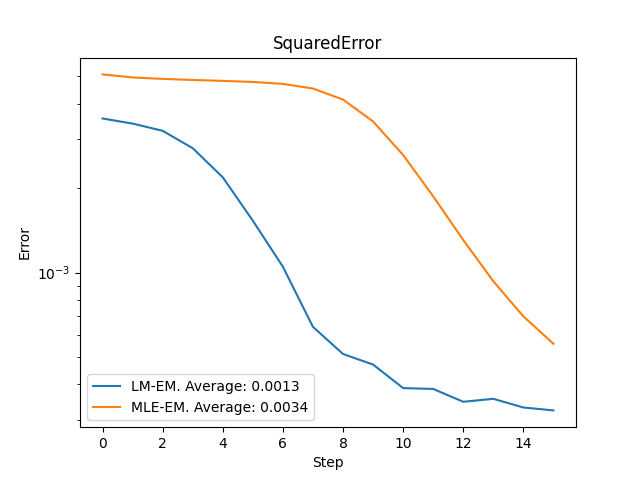 SquaredError
Error
10⁻³
LM-EM. Average: 0.0013
MLE-EM. Average: 0.0034
0 2 4 6 8 10 12 14
Step